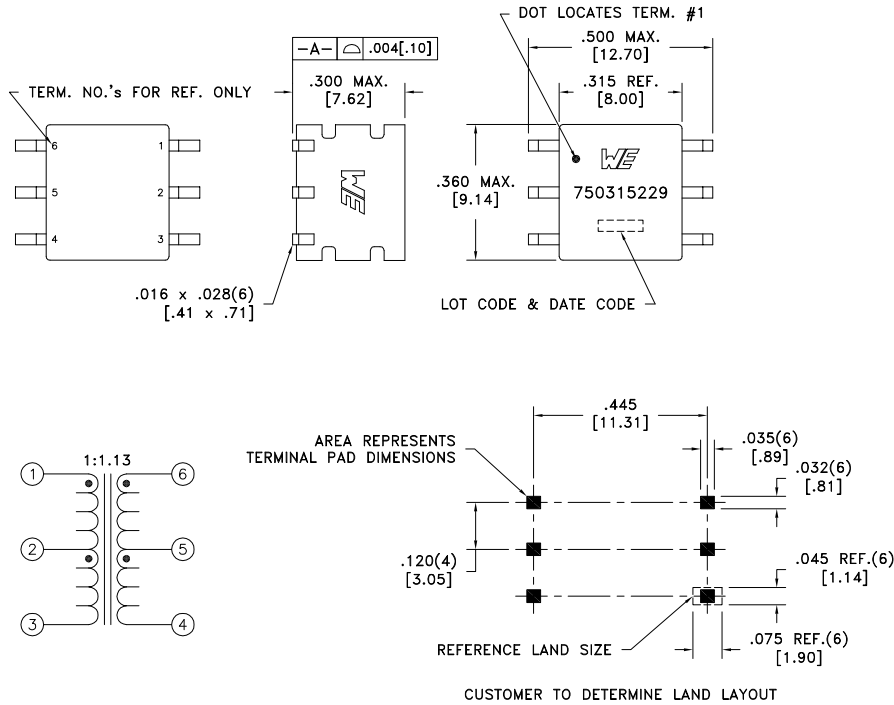 DOT LOCATES TERM. #1
-A- ⌓ .004[.10]
.500 MAX.
[12.70]
.300 MAX.
[7.62]
.315 REF.
[8.00]
TERM. NO.'s FOR REF. ONLY
6 1
5 2
4 3
WE
WE
750315229
.360 MAX.
[9.14]
.016 x .028(6)
[.41 x .71]
LOT CODE & DATE CODE
1:1.13
1 6
2 5
3 4
.445
[11.31]
AREA REPRESENTS
TERMINAL PAD DIMENSIONS
.035(6)
[.89]
.032(6)
[.81]
.120(4)
[3.05]
.045 REF.(6)
[1.14]
REFERENCE LAND SIZE
.075 REF.(6)
[1.90]
CUSTOMER TO DETERMINE LAND LAYOUT